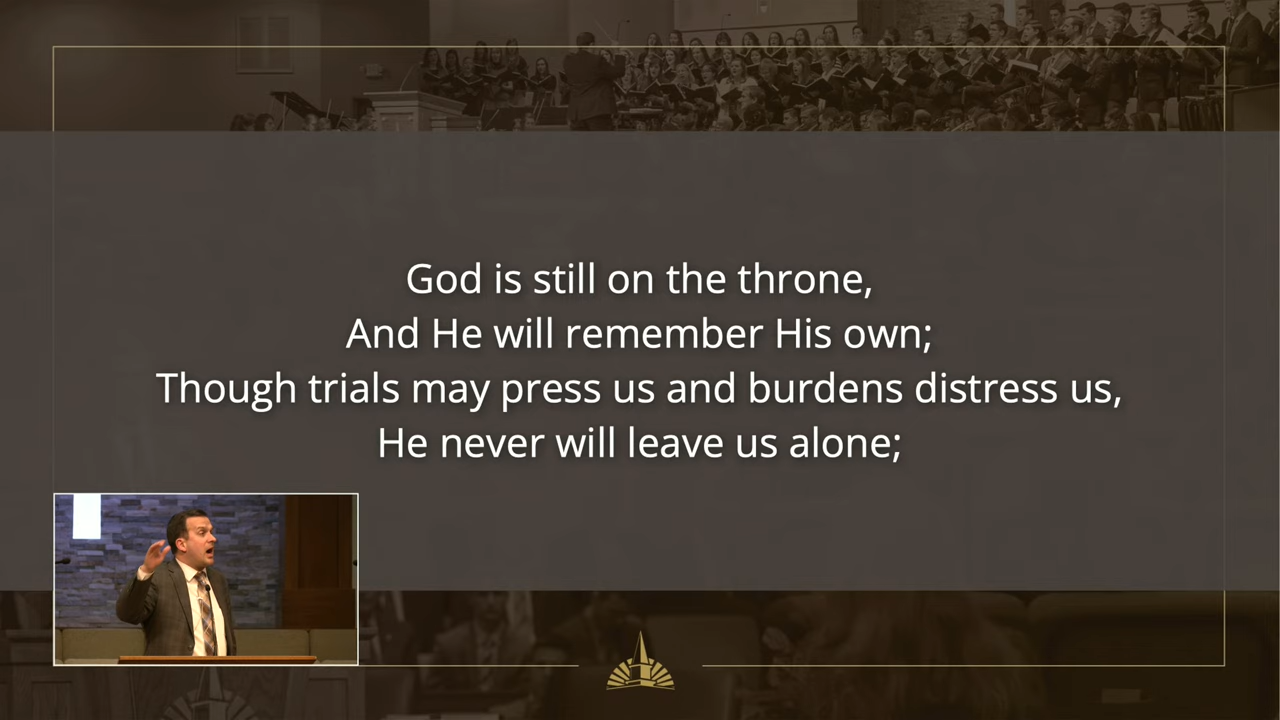 God is still on the throne,
And He will remember His own;
Though trials may press us and burdens distress us,
He never will leave us alone;